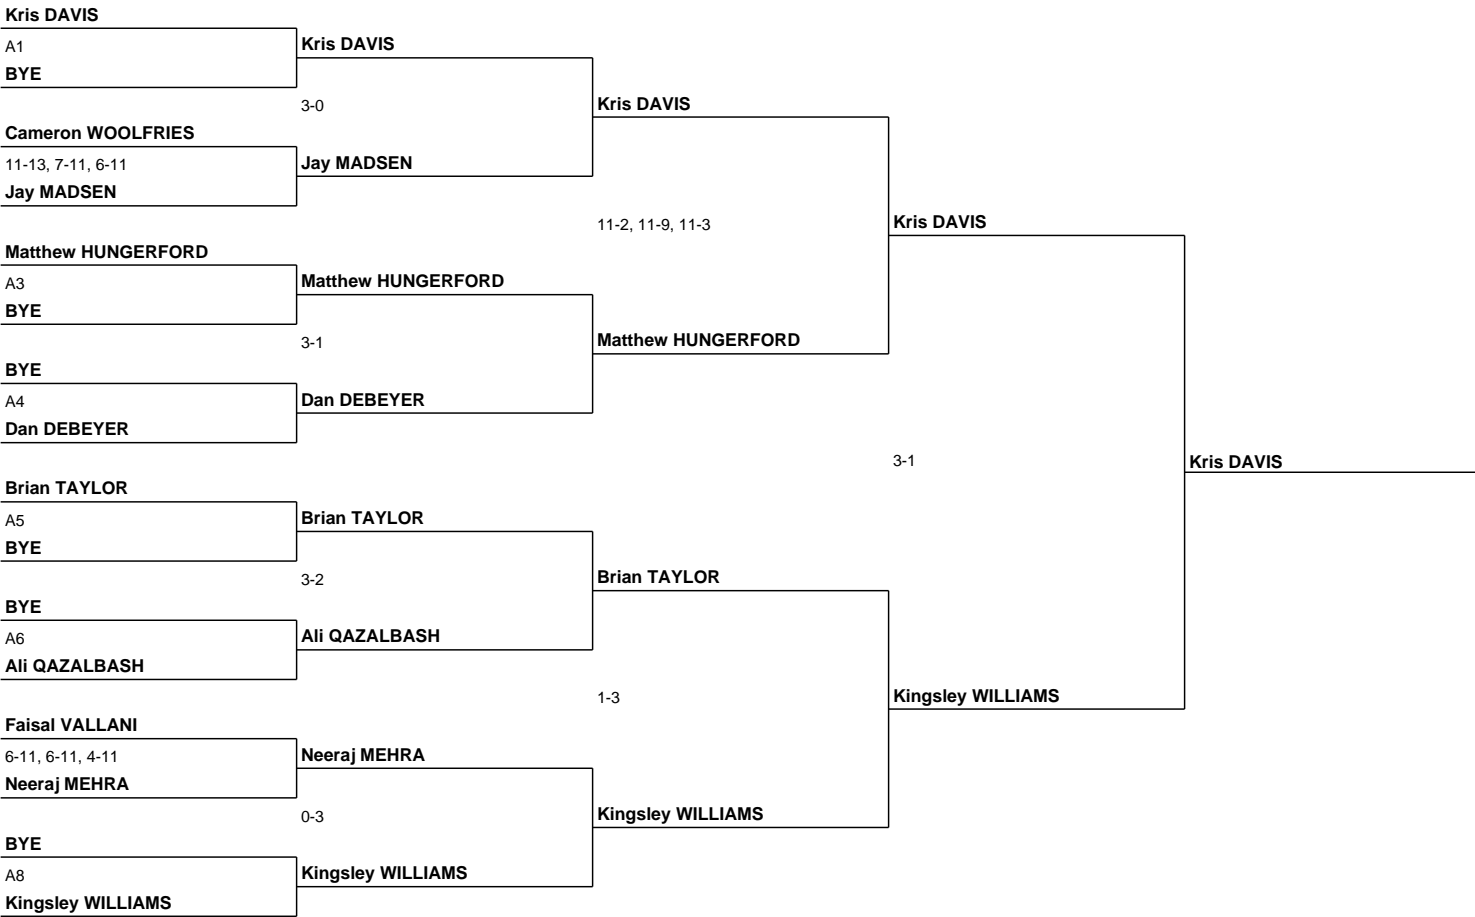 Kris DAVIS
A1
BYE
Cameron WOOLFRIES
11-13, 7-11, 6-11
Jay MADSEN
Matthew HUNGERFORD
A3
BYE
BYE
A4
Dan DEBEYER
Brian TAYLOR
A5
BYE
BYE
A6
Ali QAZALBASH
Faisal VALLANI
6-11, 6-11, 4-11
Neeraj MEHRA
BYE
A8
Kingsley WILLIAMS
Kris DAVIS
3-0
Jay MADSEN
Matthew HUNGERFORD
3-1
Dan DEBEYER
Brian TAYLOR
3-2
Ali QAZALBASH
Neeraj MEHRA
0-3
Kingsley WILLIAMS
Kris DAVIS
11-2, 11-9, 11-3
Matthew HUNGERFORD
Brian TAYLOR
1-3
Kingsley WILLIAMS
Kris DAVIS
3-1
Kingsley WILLIAMS
Kris DAVIS